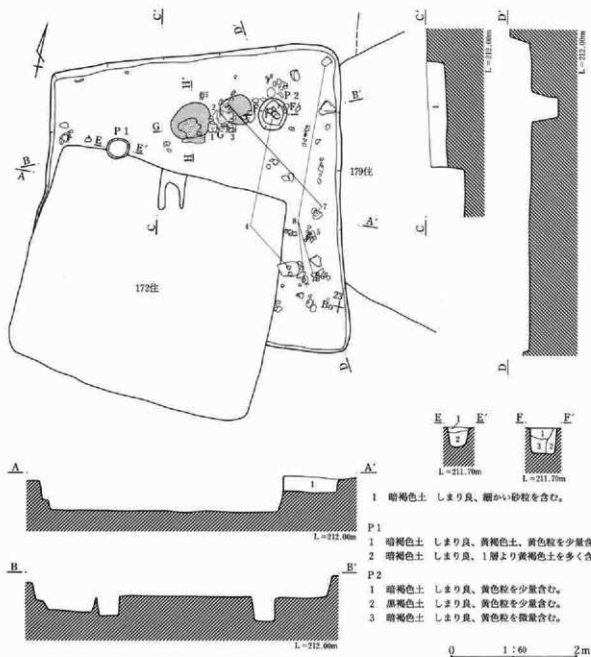 C' D'
C' D'
L=212.00m L=212.00m
H'
P2
F F'
B'
G
P1
E E'
G'
H
179住
B
A
A'
C
172住
1
C
D
D
E 1 E' F F'
2
1
3 2
L=211.70m L=211.70m
A A'
1
L=212.00m
B B'
L=212.00m
1 暗褐色土 しまり良、細かい砂粒を含む。
P1
1 暗褐色土 しまり良、黄褐色土、黄色粒を少量含
2 暗褐色土 しまり良、1層より黄褐色土を多く含
P2
1 暗褐色土 しまり良、黄色粒を少量含む。
2 黒褐色土 しまり良、黄色粒を少量含む。
3 暗褐色土 しまり良、黄色粒を微量含む。
0 1:60 2m